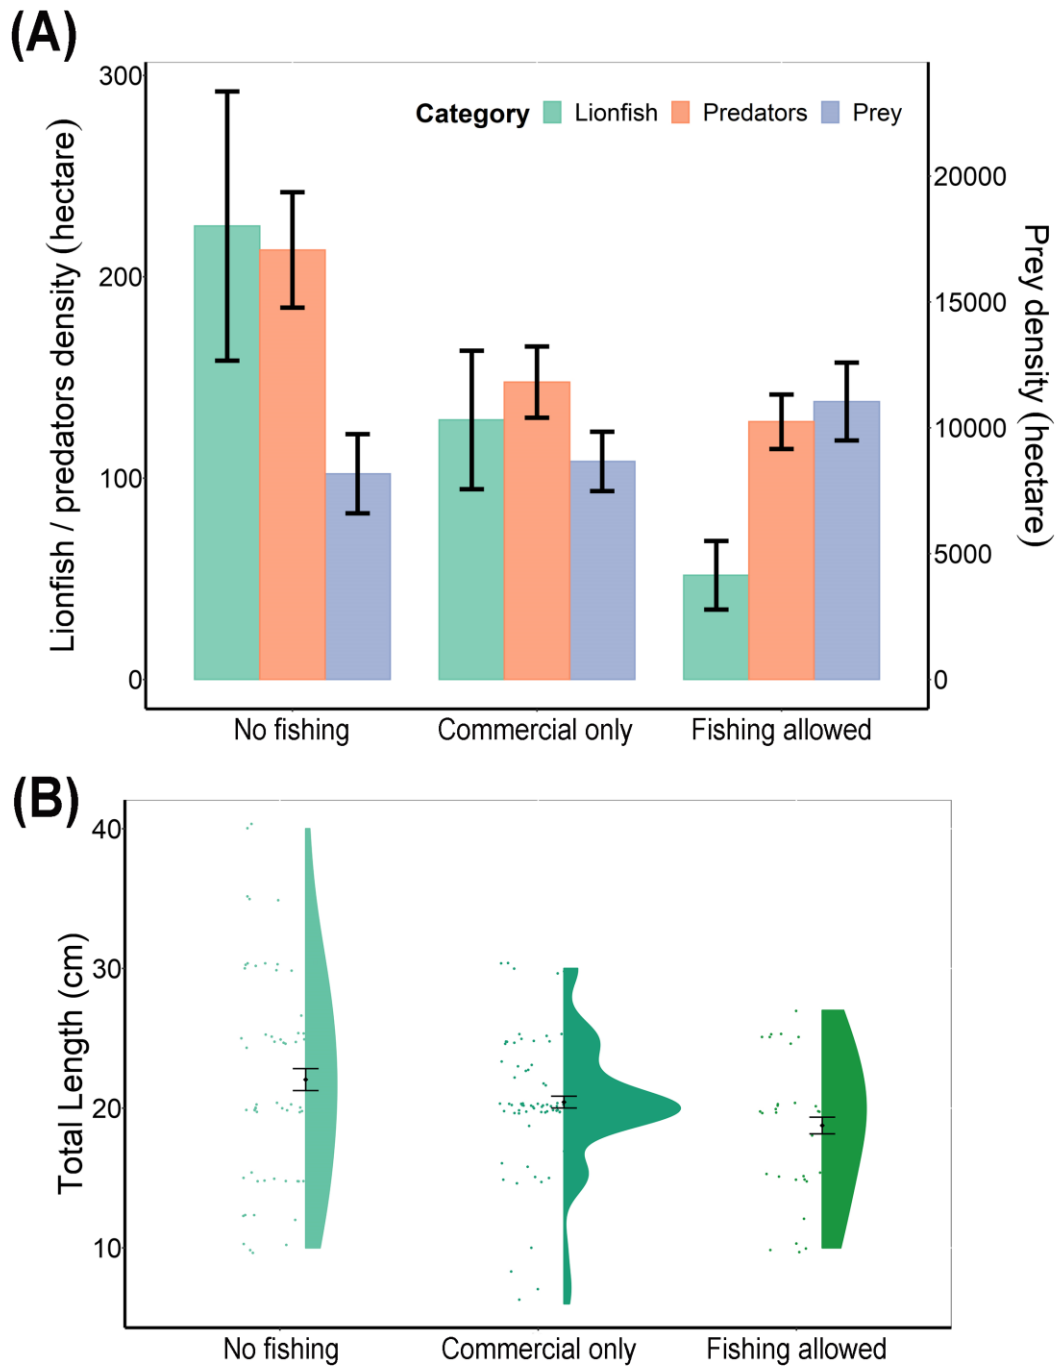 (A)
Category Lionfish Predators Prey
Lionfish / predators density (hectare)
300
200
100
0
20000
15000
10000
5000
0
Prey density (hectare)
No fishing Commercial only Fishing allowed
(B)
Total Length (cm)
40
30
20
10
No fishing Commercial only Fishing allowed